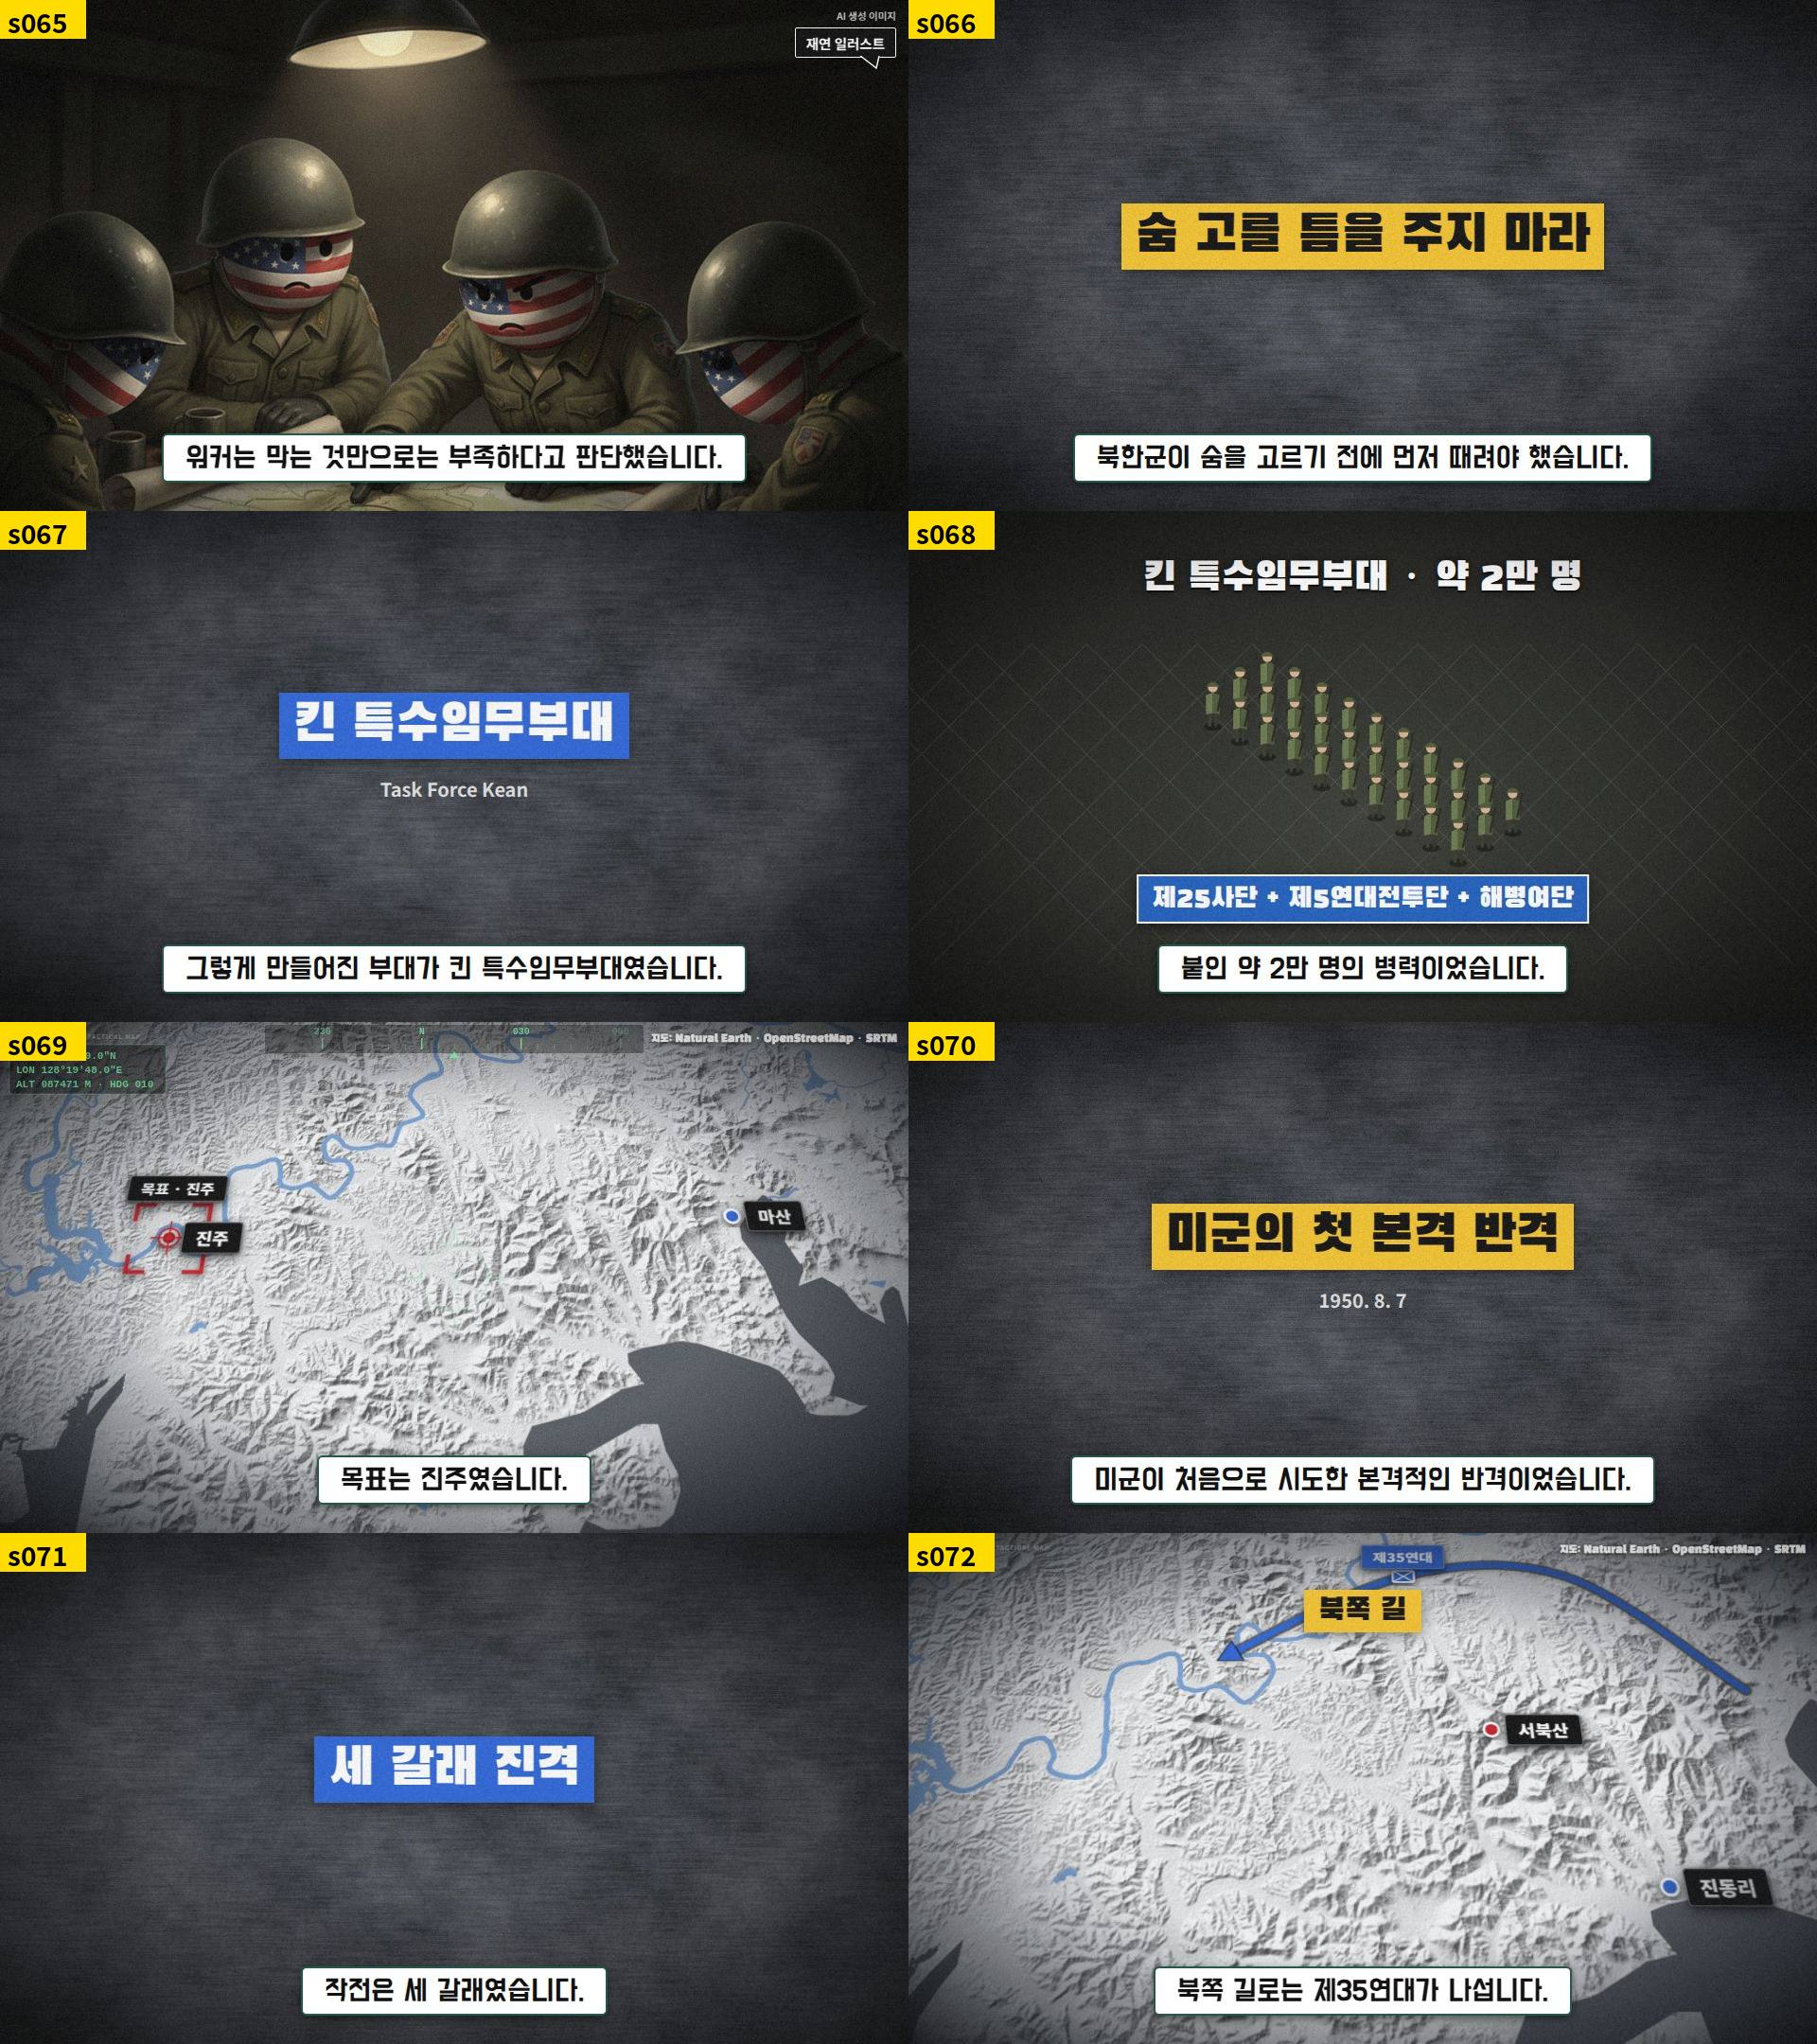 s065
AI 생성 이미지
재연 일러스트
워커는 막는 것만으로는 부족하다고 판단했습니다.
s066
숨 고를 틈을 주지 마라
북한군이 숨을 고르기 전에 먼저 때려야 했습니다.
s067
킨 특수임무부대
Task Force Kean
그렇게 만들어진 부대가 킨 특수임무부대였습니다.
s068
킨 특수임무부대 · 약 2만 명
제25사단 + 제5연대전투단 + 해병여단
붙인 약 2만 명의 병력이었습니다.
s069
TACTICAL MAP
330 N 030 060
지도: Natural Earth · OpenStreetMap · SRTM
0.0"N
LON 128°19'48.0"E
ALT 087471 M · HDG 010
목표 · 진주
진주
마산
목표는 진주였습니다.
s070
미군의 첫 본격 반격
1950. 8. 7
미군이 처음으로 시도한 본격적인 반격이었습니다.
s071
세 갈래 진격
작전은 세 갈래였습니다.
s072
TACTICAL MAP
제35연대
지도: Natural Earth · OpenStreetMap · SRTM
북쪽 길
서북산
진동리
북쪽 길로는 제35연대가 나섭니다.